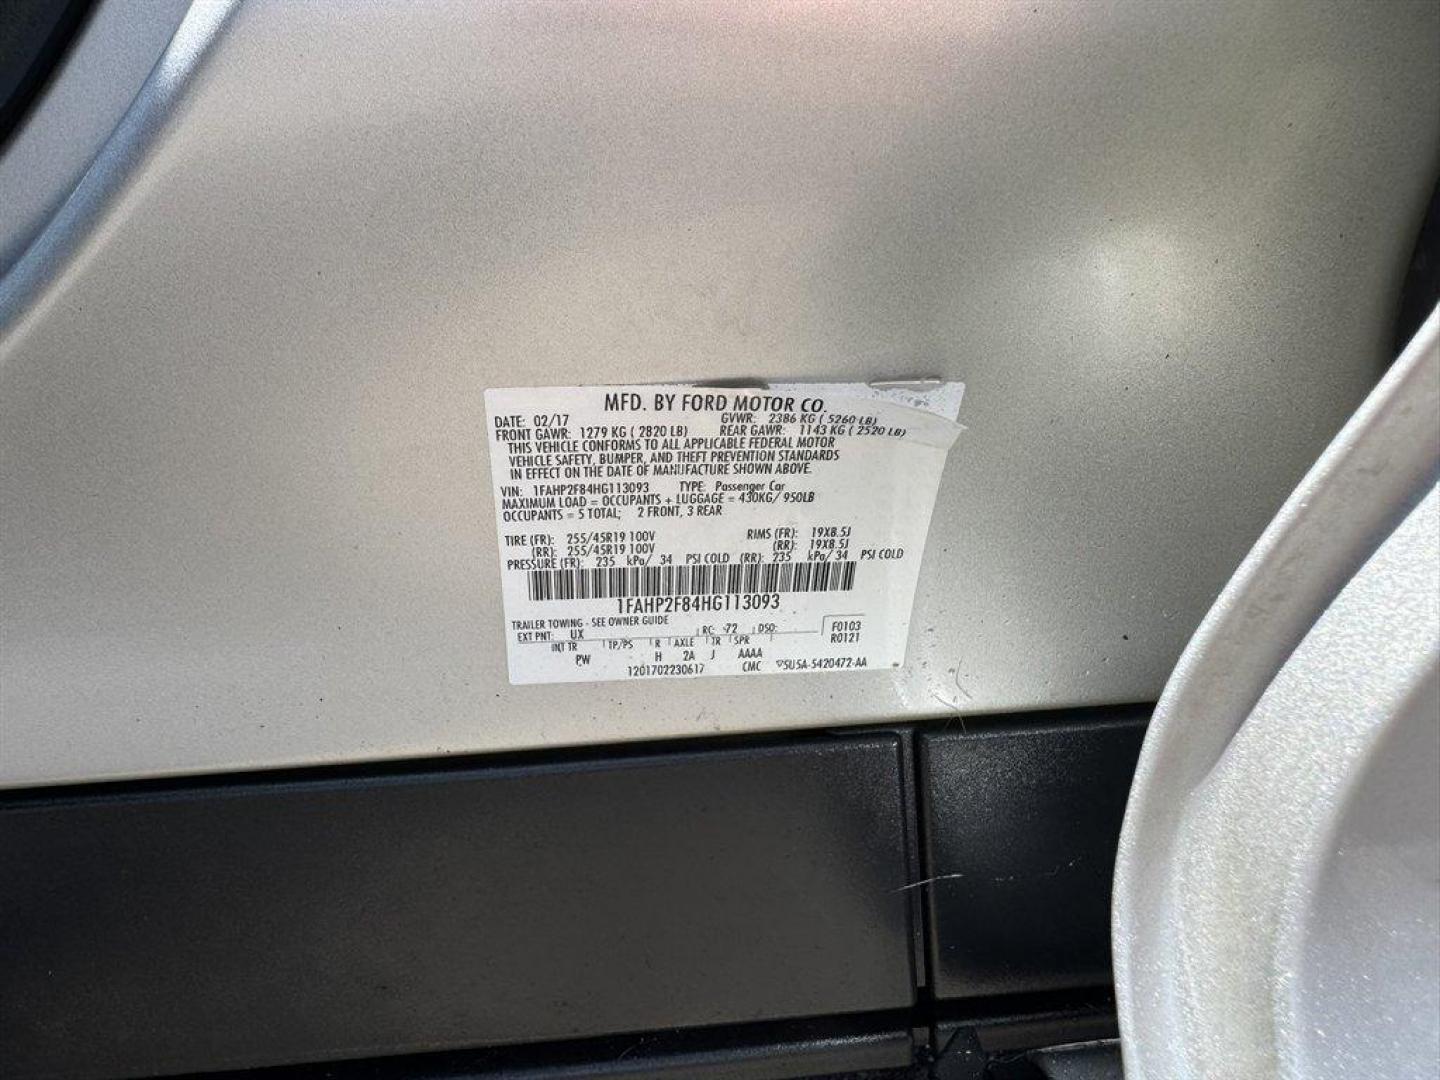 MFD. BY FORD MOTOR CO.
DATE: 02/17 GVWR: 2386 KG ( 5260 LB)
FRONT GAWR: 1279 KG ( 2820 LB) REAR GAWR: 1143 KG ( 2520 LB)
THIS VEHICLE CONFORMS TO ALL APPLICABLE FEDERAL MOTOR
VEHICLE SAFETY, BUMPER, AND THEFT PREVENTION STANDARDS
IN EFFECT ON THE DATE OF MANUFACTURE SHOWN ABOVE.
VIN: 1FAHP2F84HG113093 TYPE: Passenger Car
MAXIMUM LOAD = OCCUPANTS + LUGGAGE = 430KG/ 950LB
OCCUPANTS = 5 TOTAL; 2 FRONT, 3 REAR
TIRE (FR): 255/45R19 100V RIMS (FR): 19X8.5J
(RR): 255/45R19 100V (RR): 19X8.5J
PRESSURE (FR): 235 kPa/ 34 PSI COLD (RR): 235 kPa/ 34 PSI COLD
1FAHP2F84HG113093
TRAILER TOWING - SEE OWNER GUIDE
EXT PNT: UX RC: 72 DSO: F0103
INT TR TP/PS R AXLE TR SPR R0121
PW H 2A J AAAA
1201702230617 CMC 5U5A-5420472-AA